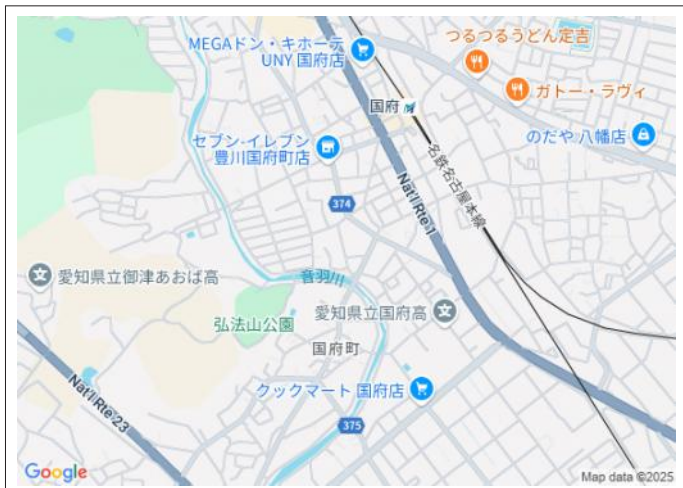 MEGAドン・キホーテ
UNY 国府店
つるつるうどん定吉
ガトー・ラヴィ
国府
のだや 八幡店
セブン-イレブン
豊川国府町店
名鉄名古屋本線
Nat'l Rte 1
374
愛知県立御津あおば高
音羽川
弘法山公園
愛知県立国府高
国府町
クックマート 国府店
Nat'l Rte 23
375
Google
Map data ©2025